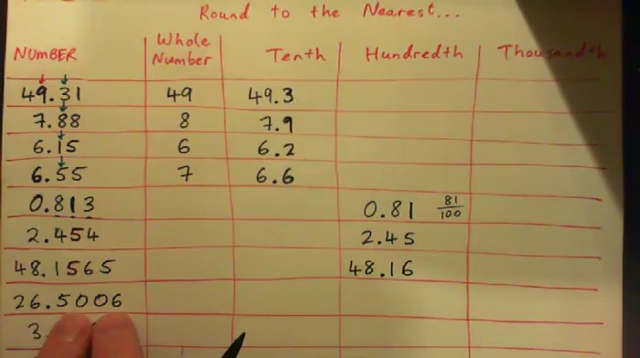 Round to the Nearest...
NUMBER Whole Number Tenth Hundredth Thousandth
49.31 49 49.3
7.88 8 7.9
6.15 6 6.2
6.55 7 6.6
0.813 0.81 81/100
2.454 2.45
48.1565 48.16
26.5006
3.